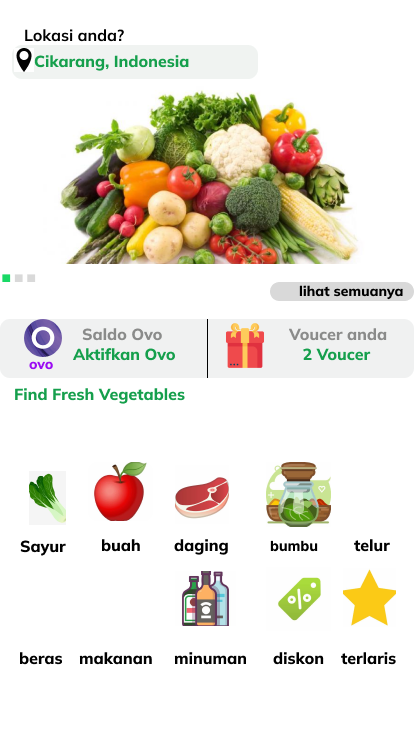 Lokasi anda?
Cikarang, Indonesia
lihat semuanya
Saldo Ovo
Aktifkan Ovo
ovo
Voucer anda
2 Voucer
Find Fresh Vegetables
Sayur buah daging bumbu telur
beras makanan minuman diskon terlaris